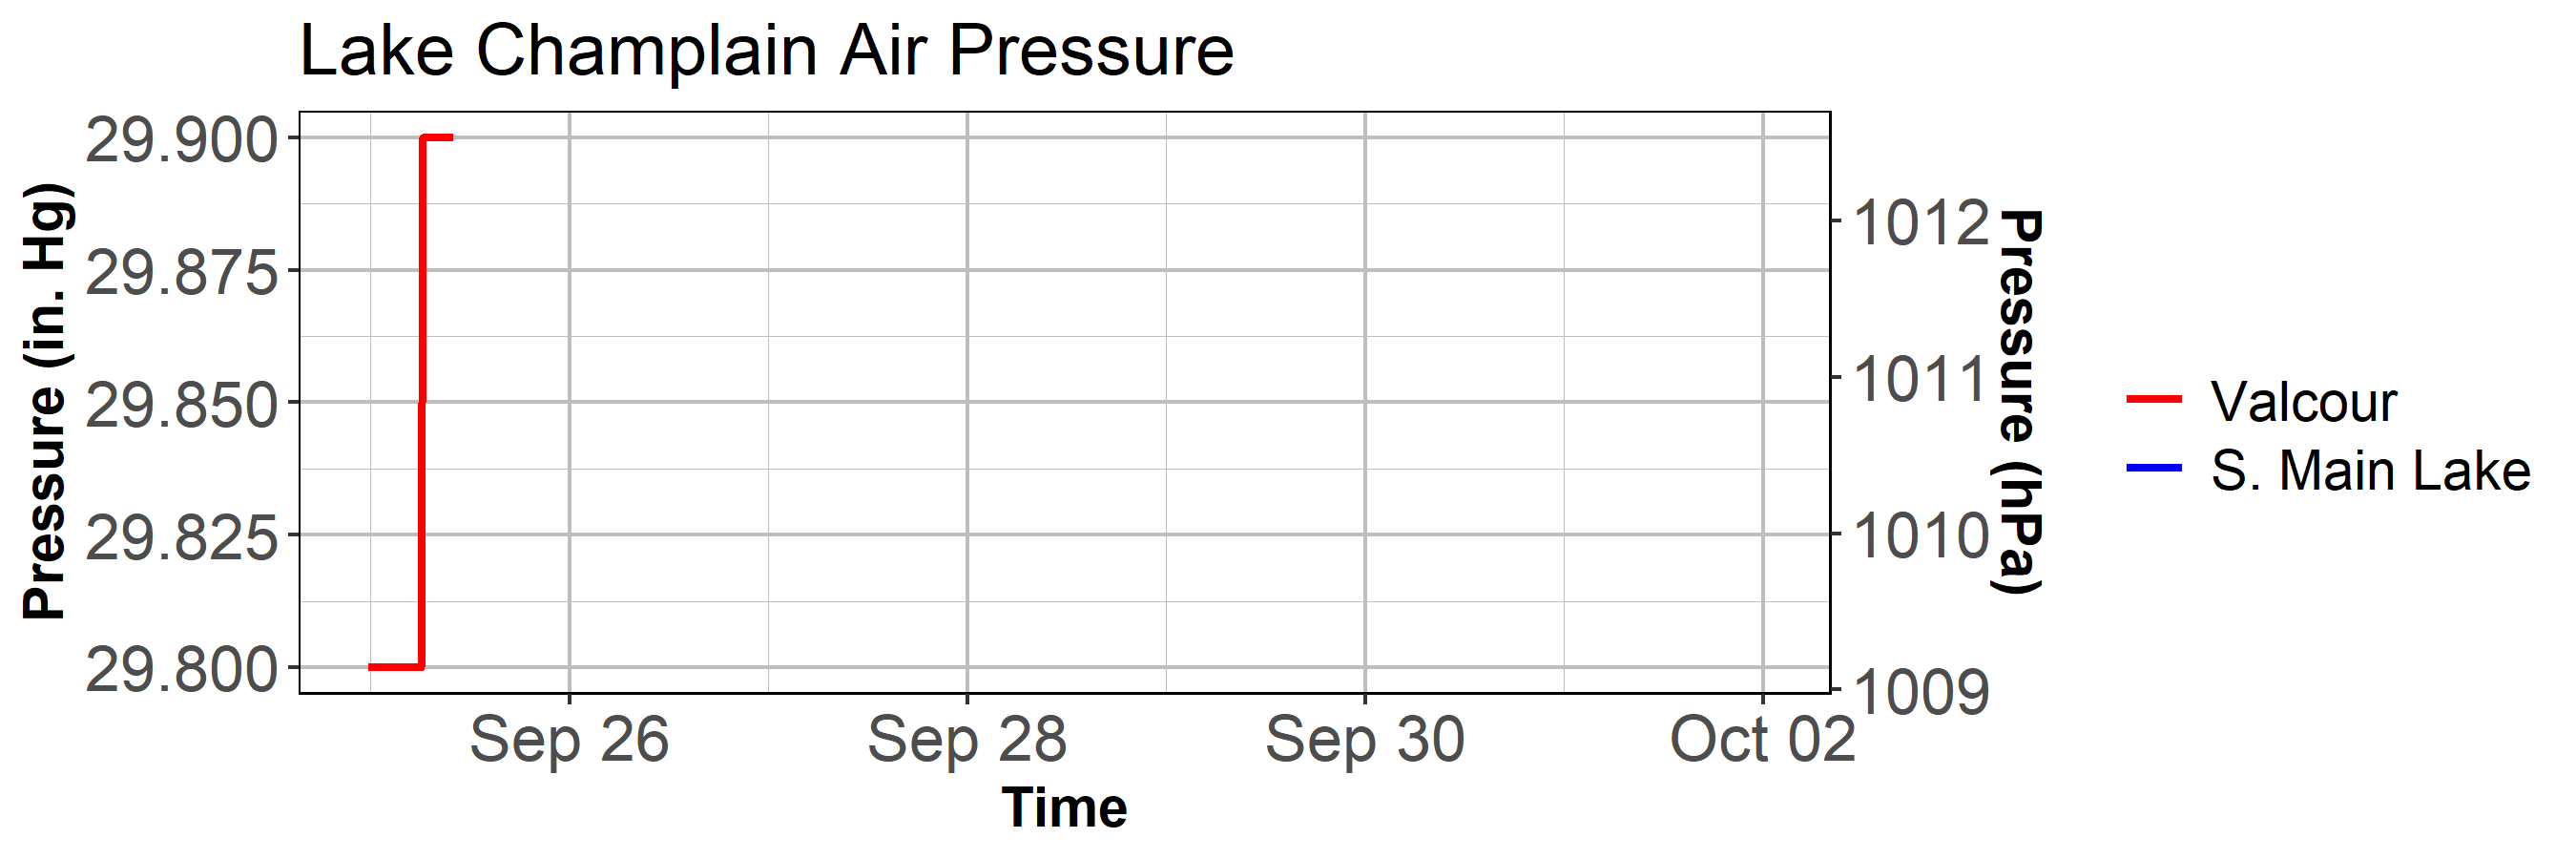 Lake Champlain Air Pressure
Pressure (in. Hg)
29.900
29.875
29.850
29.825
29.800
1012
1011
1010
1009
Pressure (hPa)
Sep 26
Sep 28
Sep 30
Oct 02
Time
Valcour
S. Main Lake